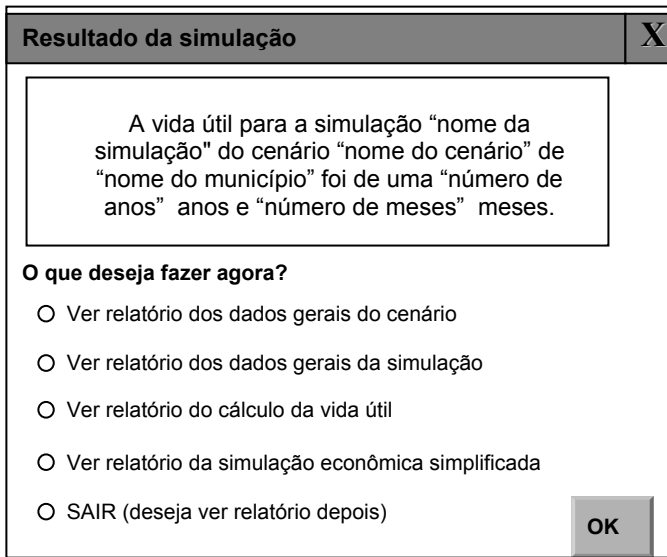 Resultado da simulação X
A vida útil para a simulação “nome da
simulação" do cenário “nome do cenário” de
“nome do município” foi de uma “número de
anos” anos e “número de meses” meses.
O que deseja fazer agora?
Ver relatório dos dados gerais do cenário
Ver relatório dos dados gerais da simulação
Ver relatório do cálculo da vida útil
Ver relatório da simulação econômica simplificada
SAIR (deseja ver relatório depois)
OK